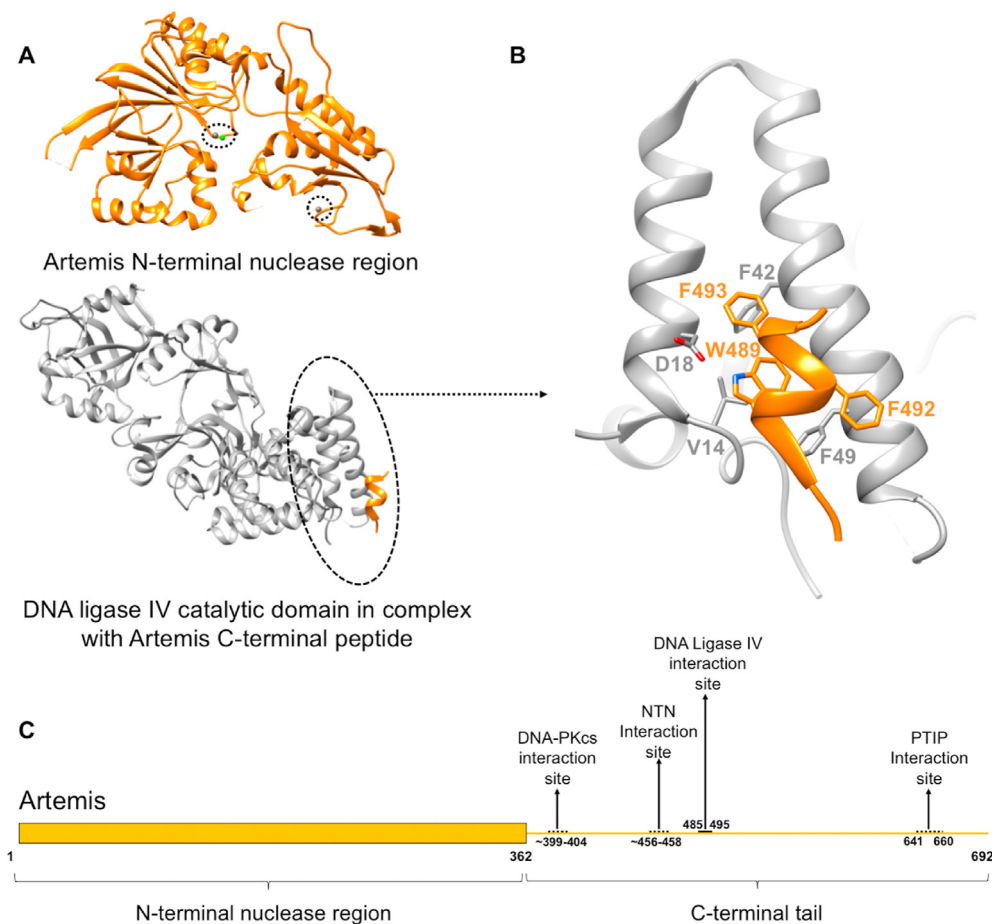 A
B
Artemis N-terminal nuclease region
F42
F493
W489
D18
F492
V14
F49
DNA ligase IV catalytic domain in complex
with Artemis C-terminal peptide
C
DNA Ligase IV
interaction
site
NTN
Interaction
site
DNA-PKcs
interaction
site
PTIP
Interaction
site
Artemis
485 495
~399-404
~456-458
641 660
1
362
692
N-terminal nuclease region
C-terminal tail